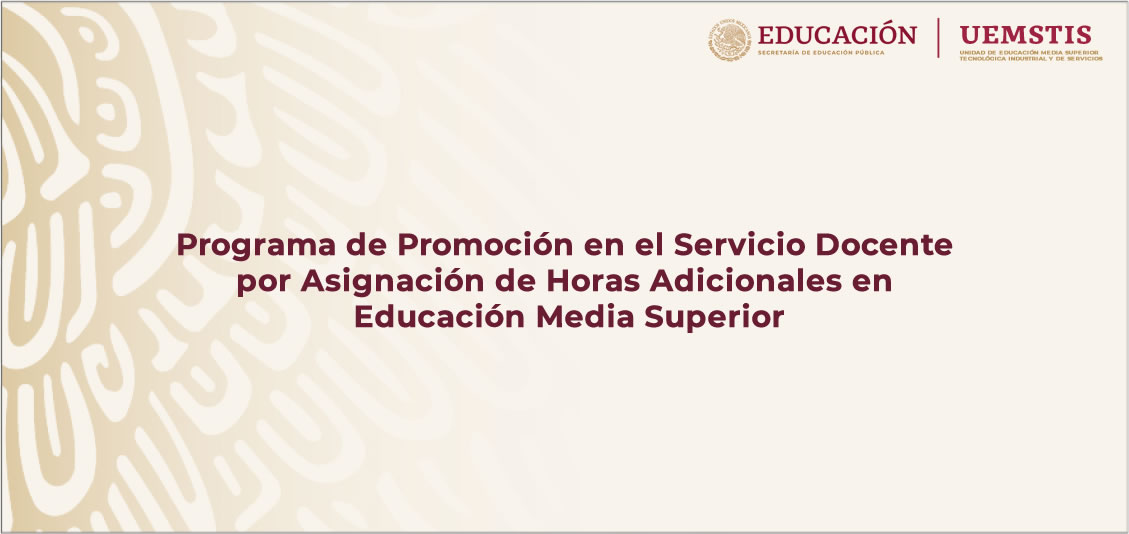 EDUCACIÓN
SECRETARÍA DE EDUCACIÓN PÚBLICA
UEMSTIS
UNIDAD DE EDUCACIÓN MEDIA SUPERIOR
TECNOLÓGICA INDUSTRIAL Y DE SERVICIOS
Programa de Promoción en el Servicio Docente
por Asignación de Horas Adicionales en
Educación Media Superior